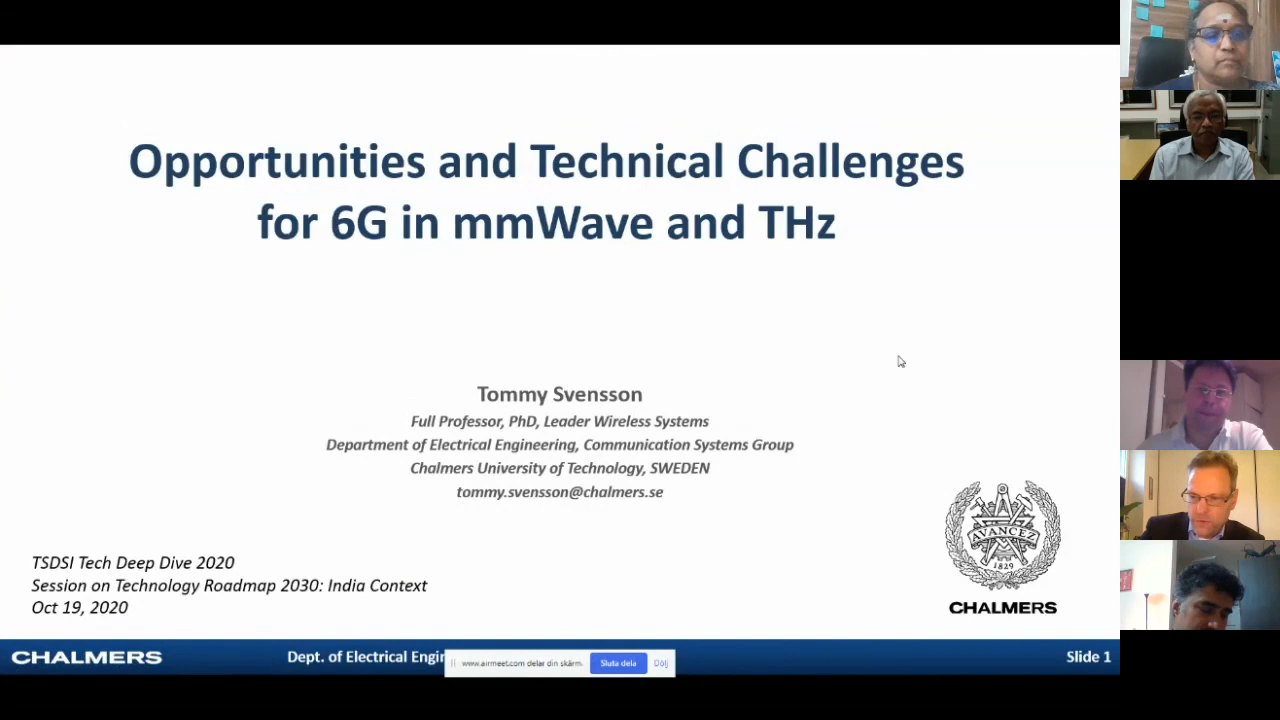 Opportunities and Technical Challenges
for 6G in mmWave and THz
Tommy Svensson
Full Professor, PhD, Leader Wireless Systems
Department of Electrical Engineering, Communication Systems Group
Chalmers University of Technology, SWEDEN
tommy.svensson@chalmers.se
AVANCEZ
1829
CHALMERS
TSDSI Tech Deep Dive 2020
Session on Technology Roadmap 2030: India Context
Oct 19, 2020
CHALMERS
Dept. of Electrical Engir
www.airmeet.com delar din skärm.
Sluta dela
Dölj
Slide 1